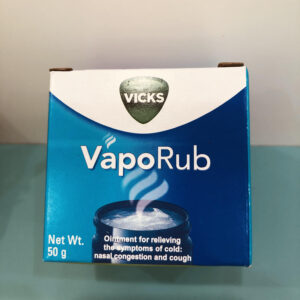 VICKS
VapoRub
Net Wt.
50 g
Ointment for relieving
the symptoms of cold:
nasal congestion and cough